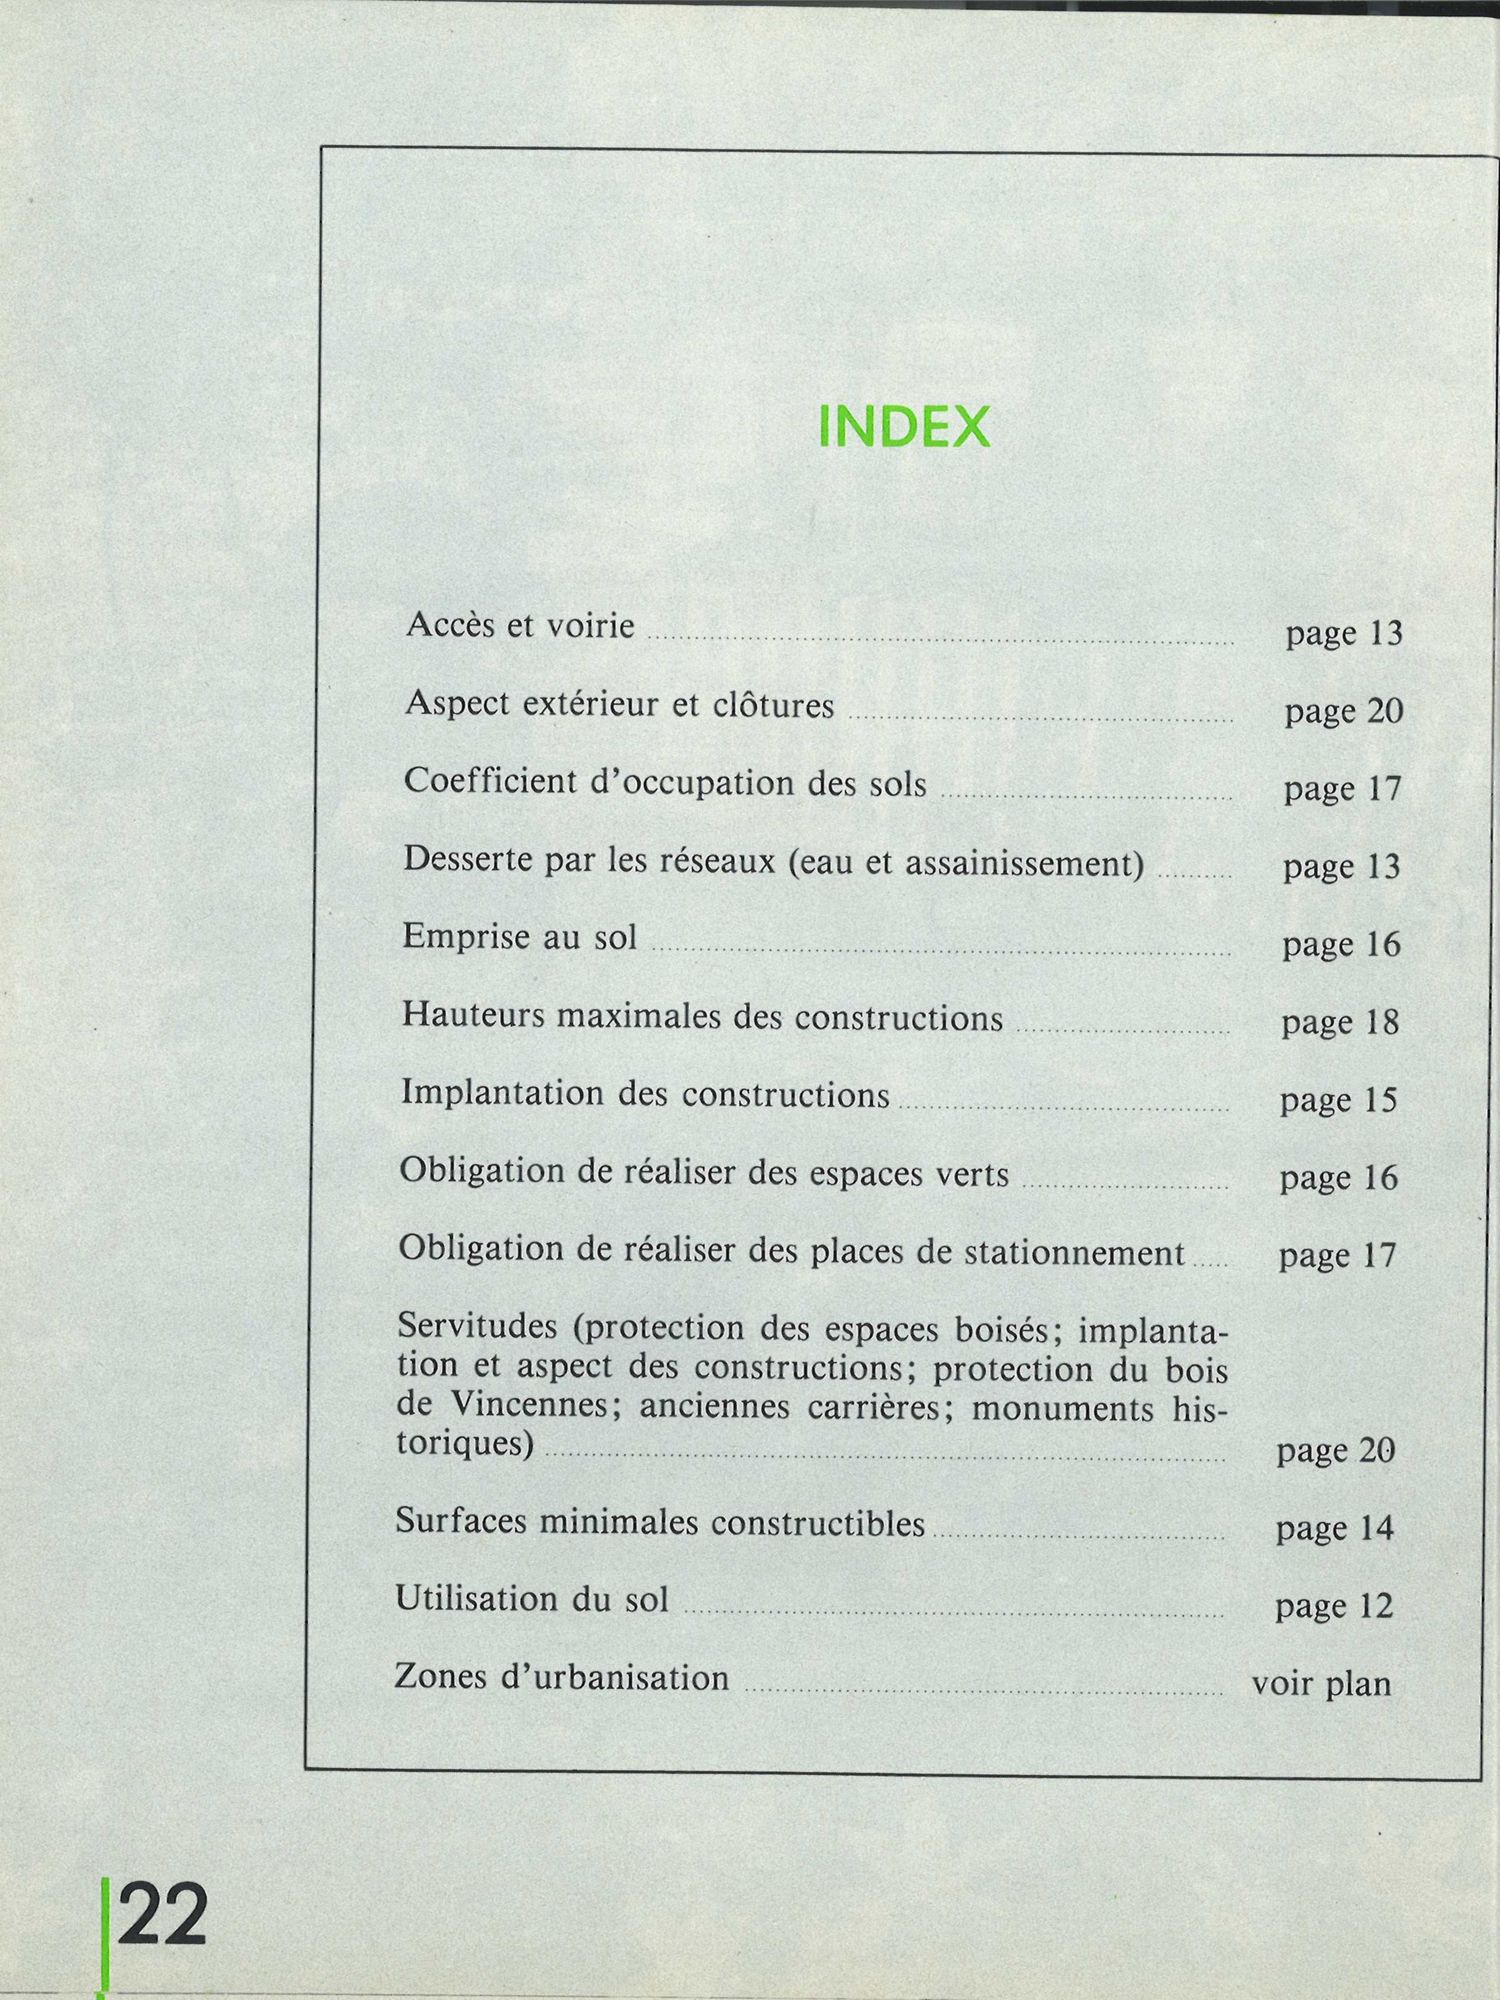 INDEX
Accès et voirie ........ page 13
Aspect extérieur et clôtures ........ page 20
Coefficient d'occupation des sols ........ page 17
Desserte par les réseaux (eau et assainissement) ........ page 13
Emprise au sol ........ page 16
Hauteurs maximales des constructions ........ page 18
Implantation des constructions ........ page 15
Obligation de réaliser des espaces verts ........ page 16
Obligation de réaliser des places de stationnement ..... page 17
Servitudes (protection des espaces boisés; implanta-
tion et aspect des constructions; protection du bois
de Vincennes; anciennes carrières; monuments his-
toriques) ........ page 20
Surfaces minimales constructibles ........ page 14
Utilisation du sol ........ page 12
Zones d'urbanisation ........ voir plan
22